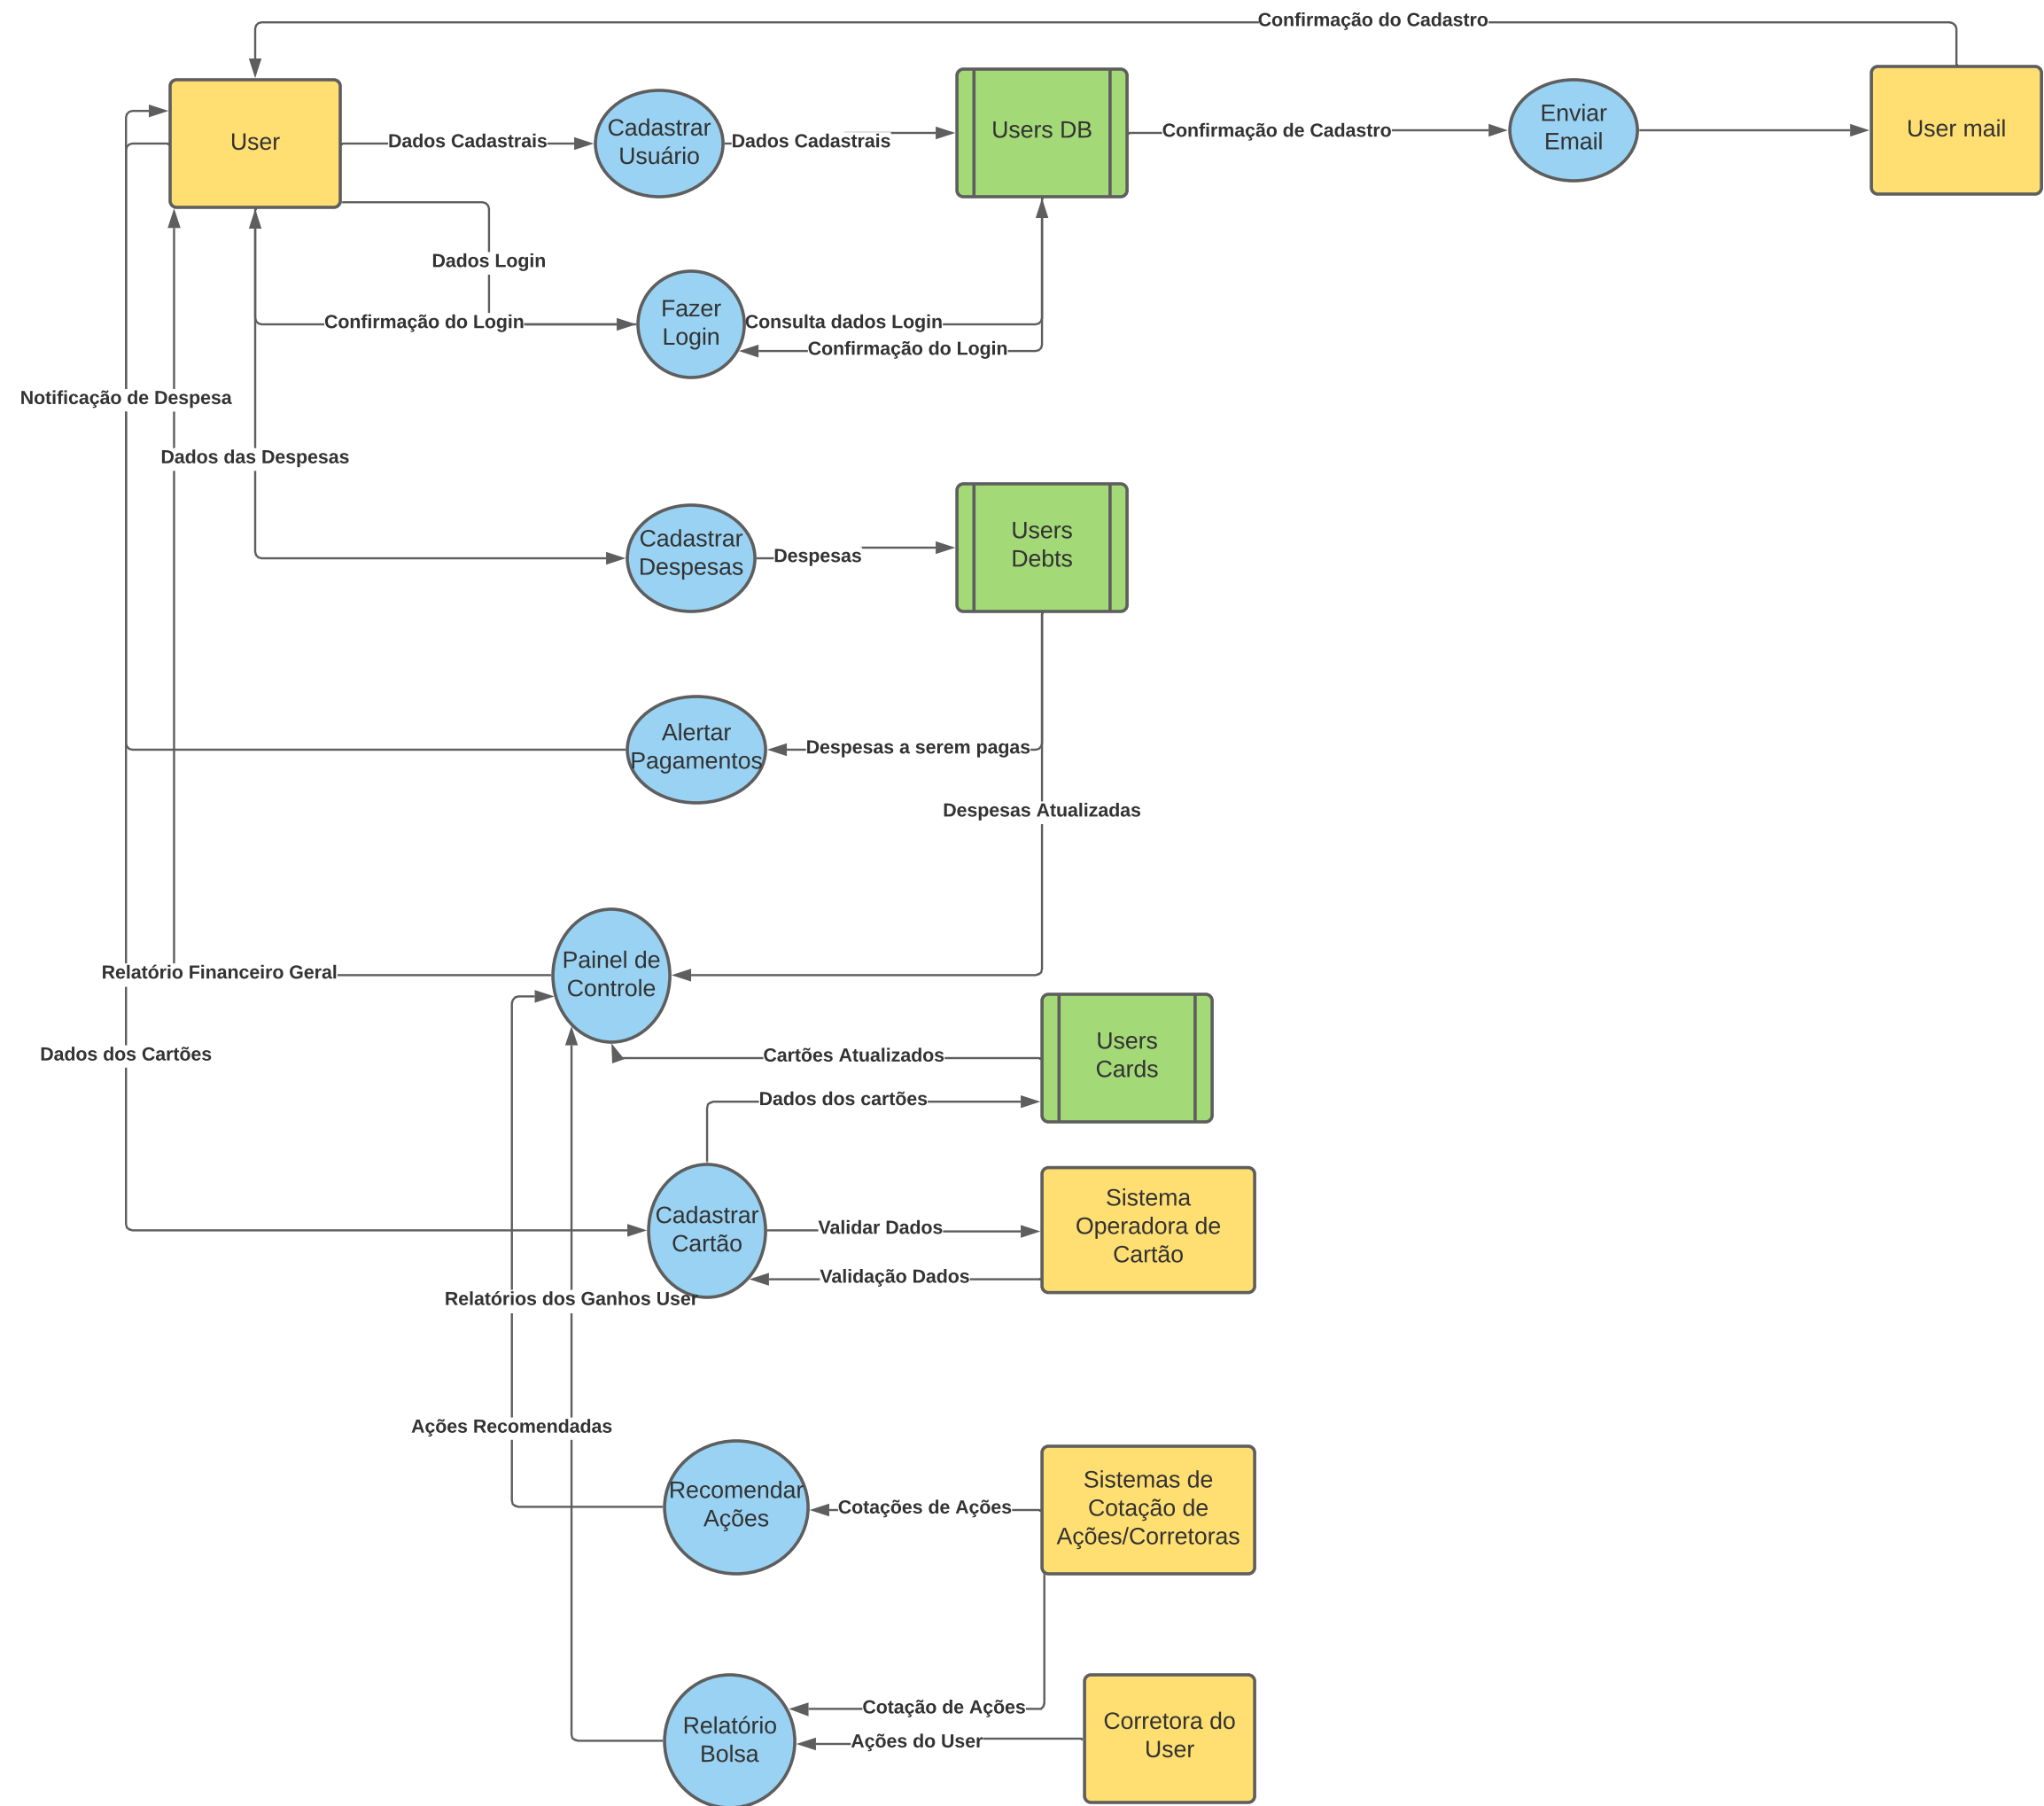 Confirmação do Cadastro
User
Dados Cadastrais
Cadastrar
Usuário
Dados Cadastrais
Users DB
Confirmação de Cadastro
Enviar
Email
User mail
Dados Login
Confirmação do Login
Fazer
Login
Consulta dados Login
Confirmação do Login
Notificação de Despesa
Dados das Despesas
Cadastrar
Despesas
Despesas
Users
Debts
Alertar
Pagamentos
Despesas a serem pagas
Despesas Atualizadas
Relatório Financeiro Geral
Painel de
Controle
Dados dos Cartões
Cartões Atualizados
Users
Cards
Dados dos cartões
Cadastrar
Cartão
Validar Dados
Validação Dados
Sistema
Operadora de
Cartão
Relatórios dos Ganhos User
Ações Recomendadas
Recomendar
Ações
Cotações de Ações
Sistemas de
Cotação de
Ações/Corretoras
Relatório
Bolsa
Cotação de Ações
Ações do User
Corretora do
User